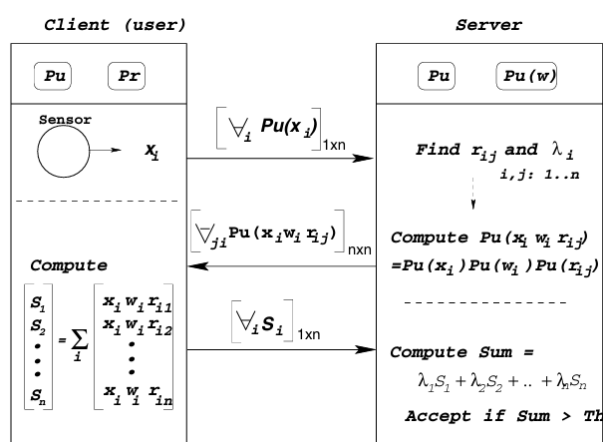 Client (user)
Server
Pu
Pr
Pu
Pu(w)
Sensor
x_i
[∀_i Pu(x_i)]_1xn
Find r_ij and λ_i
i,j: 1..n
[∀_ji Pu(x_i w_i r_ij)]_nxn
Compute Pu(x_i w_i r_ij)
=Pu(x_i)Pu(w_i)Pu(r_ij)
Compute
S_1
S_2
S_n
= ∑_i
x_i w_i r_i1
x_i w_i r_i2
x_i w_i r_in
[∀_i S_i]_1xn
Compute Sum =
λ_1S_1 + λ_2S_2 + .. + λ_nS_n
Accept if Sum > Th